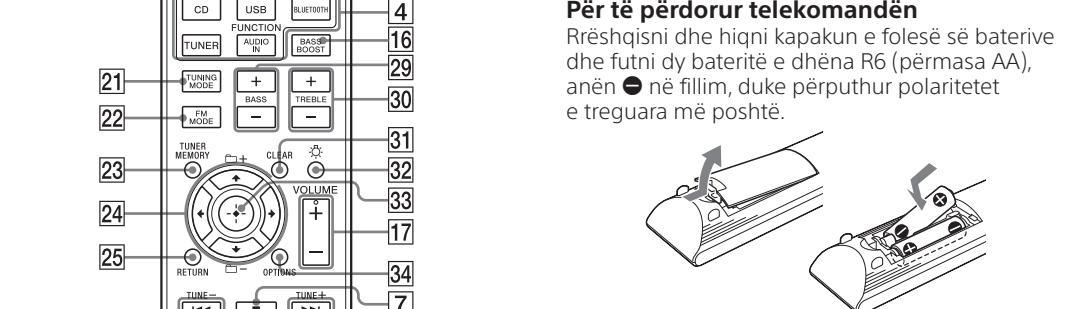 CD
USB
BLUETOOTH
4
FUNCTION
TUNER
AUDIO
IN
BASS
BOOST
16
21
TUNING
MODE
+
BASS
−
+
TREBLE
−
29
30
22
FM
MODE
31
TUNER
MEMORY
+
CLEAR
32
23
VOLUME
33
24
+
−
17
25
RETURN
−
OPTIONS
34
TUNE−
TUNE+
7
Për të përdorur telekomandën
Rrëshqisni dhe hiqni kapakun e folesë së baterive
dhe futni dy bateritë e dhëna R6 (përmasa AA),
anën ⊖ në fillim, duke përputhur polaritetet
e treguara më poshtë.